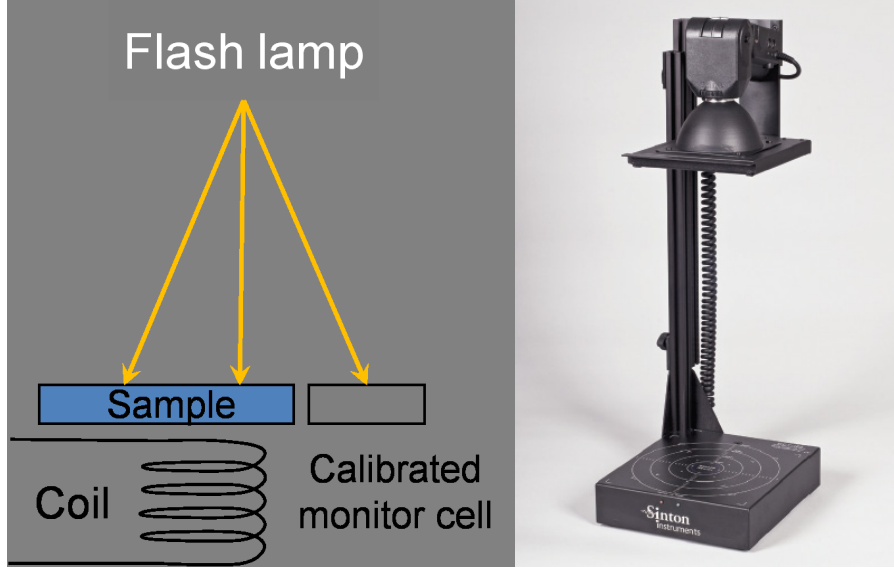 Flash lamp
Sample
Coil
Calibrated
monitor cell
Sinton
Instruments